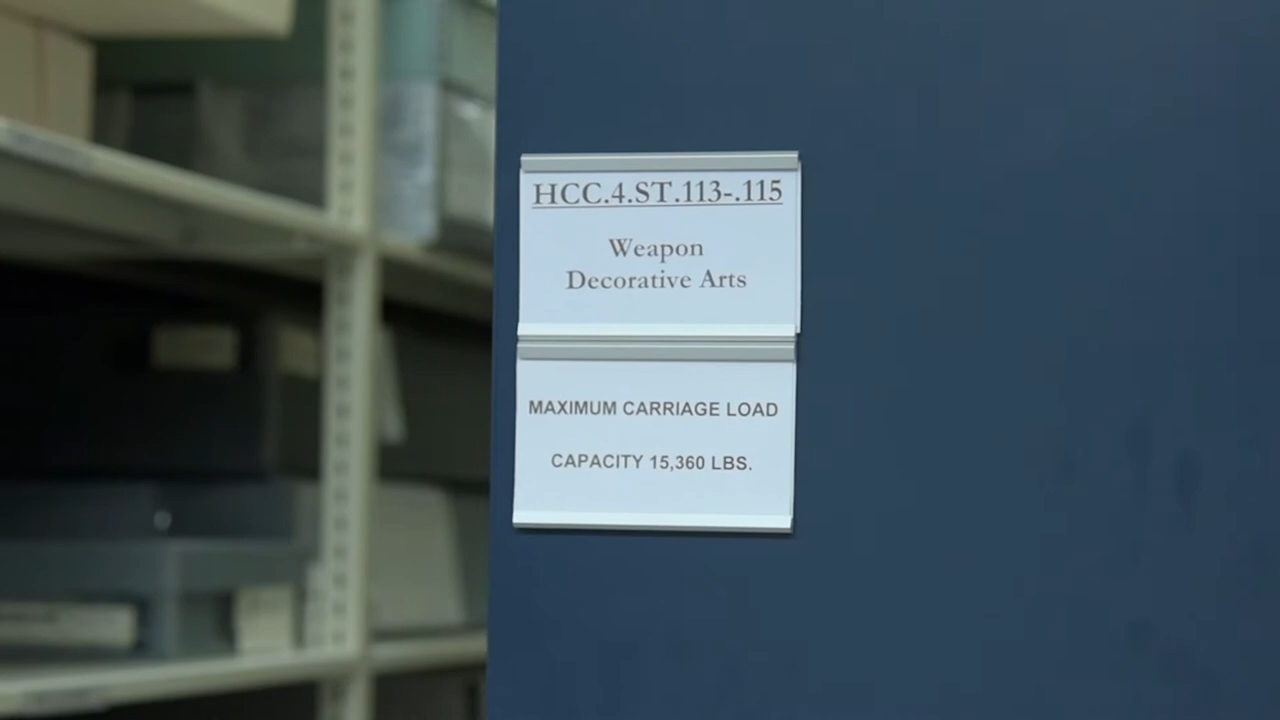 HCC.4.ST.113-.115
Weapon
Decorative Arts
MAXIMUM CARRIAGE LOAD
CAPACITY 15,360 LBS.